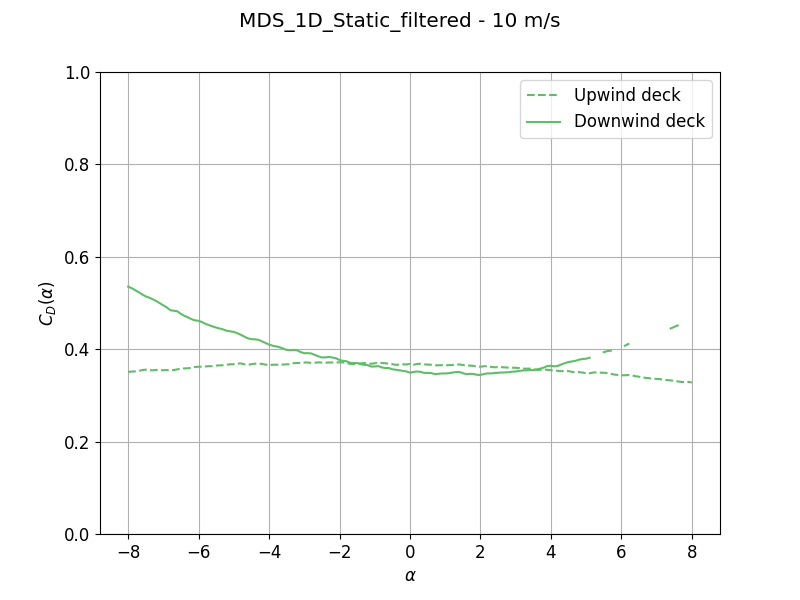 MDS_1D_Static_filtered - 10 m/s
1.0
0.8
0.6
0.4
0.2
0.0
C_D(α)
Upwind deck
Downwind deck
−8 −6 −4 −2 0 2 4 6 8
α